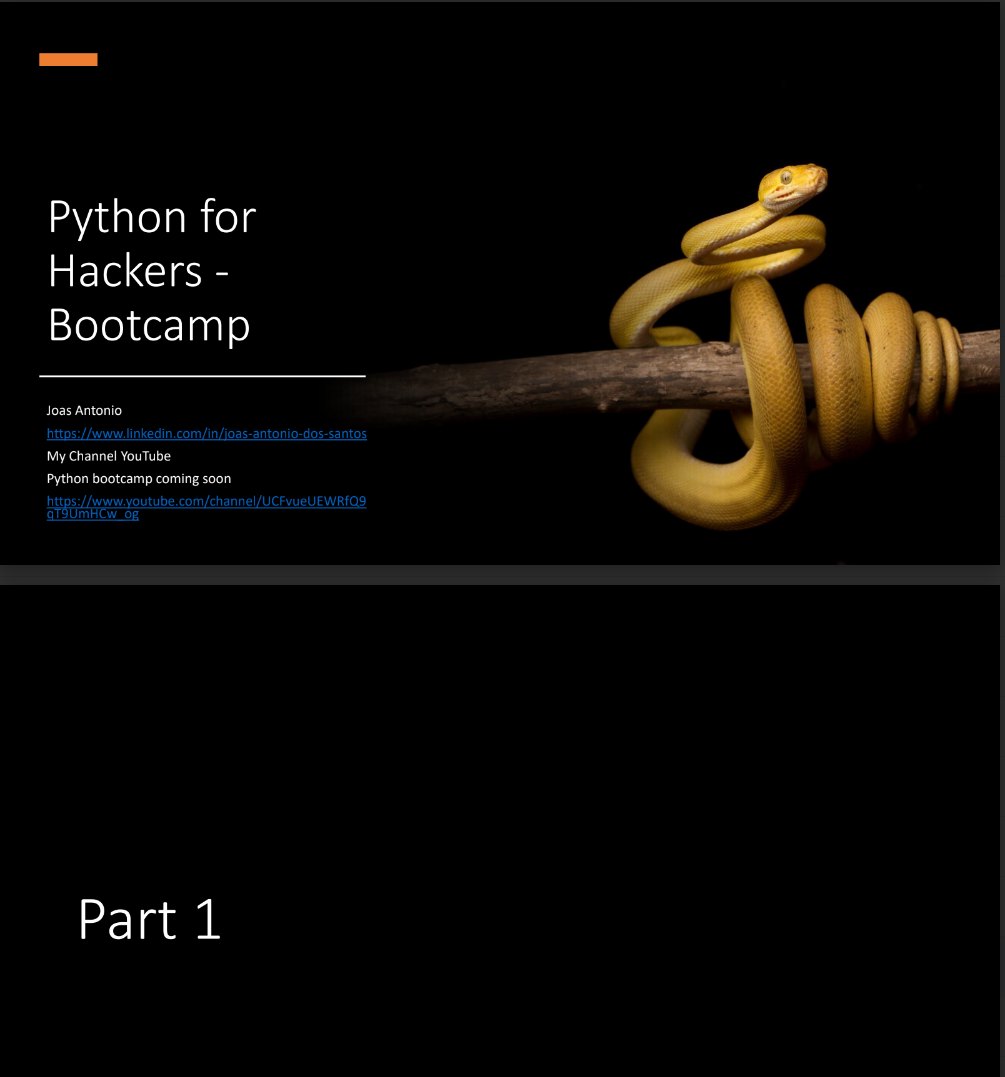 Python for
Hackers -
Bootcamp
Joas Antonio
https://www.linkedin.com/in/joas-antonio-dos-santos
My Channel YouTube
Python bootcamp coming soon
https://www.youtube.com/channel/UCFvueUEWRfQ9
qT9UmHCw_og
Part 1